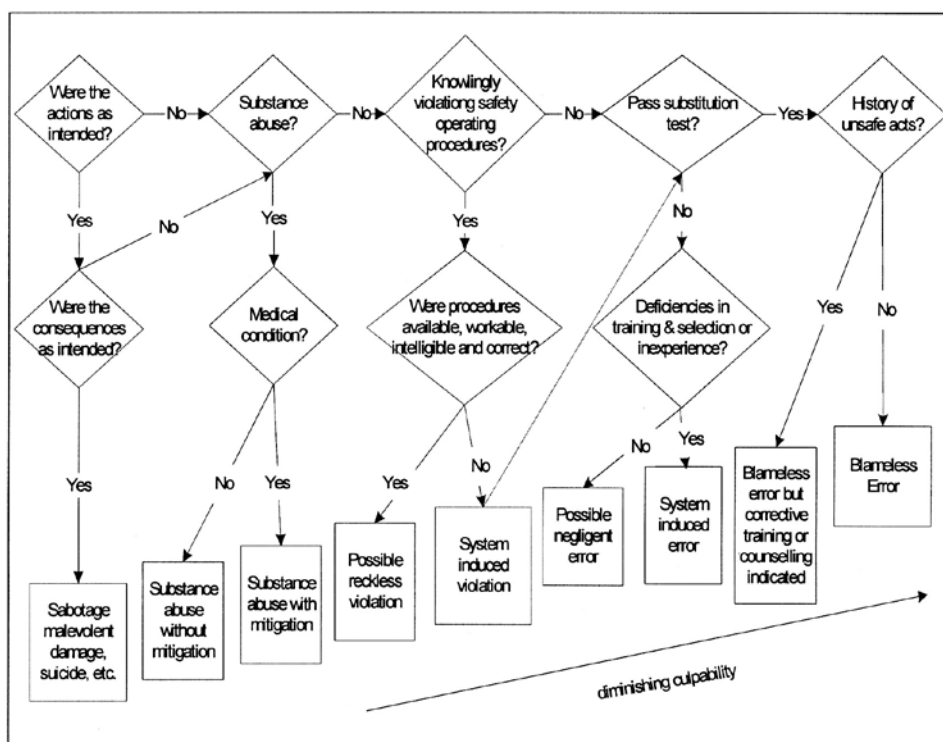 Were the
actions as
intended?
No
Substance
abuse?
No
Knowlingly
violationg safety
operating
procedures?
No
Pass substitution
test?
Yes
History of
unsafe acts?
Yes
No
Yes
Yes
No
Yes
No
Were the
consequences
as intended?
Medical
condition?
Were procedures
available, workable,
intelligible and correct?
Deficiencies in
training & selection or
inexperience?
Yes
No
Yes
Yes
No
No
Yes
Sabotage
malevolent
damage,
suicide, etc.
Substance
abuse
without
mitigation
Substance
abuse with
mitigation
Possible
reckless
violation
System
induced
violation
Possible
negligent
error
System
induced
error
Blameless
error but
corrective
training or
counselling
indicated
Blameless
Error
diminishing culpability